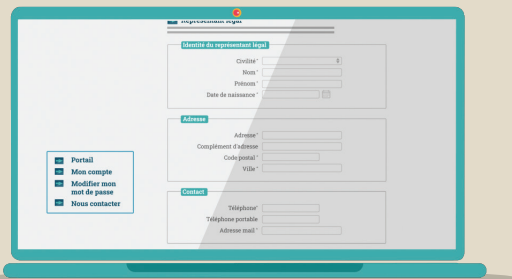 Représentant légal
Identité du représentant légal
Civilité*
Nom*
Prénom*
Date de naissance*
Adresse
Adresse*
Complément d'adresse
Code postal*
Ville*
Portail
Mon compte
Modifier mon
mot de passe
Nous contacter
Contact
Téléphone*
Téléphone portable
Adresse mail*